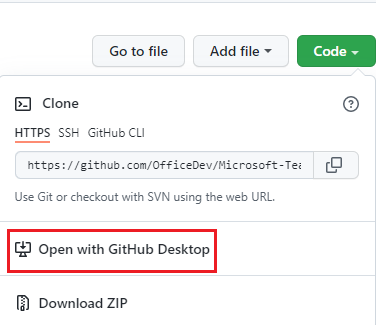 Go to file Add file Code
Clone
HTTPS SSH GitHub CLI
https://github.com/OfficeDev/Microsoft-Tea
Use Git or checkout with SVN using the web URL.
Open with GitHub Desktop
Download ZIP